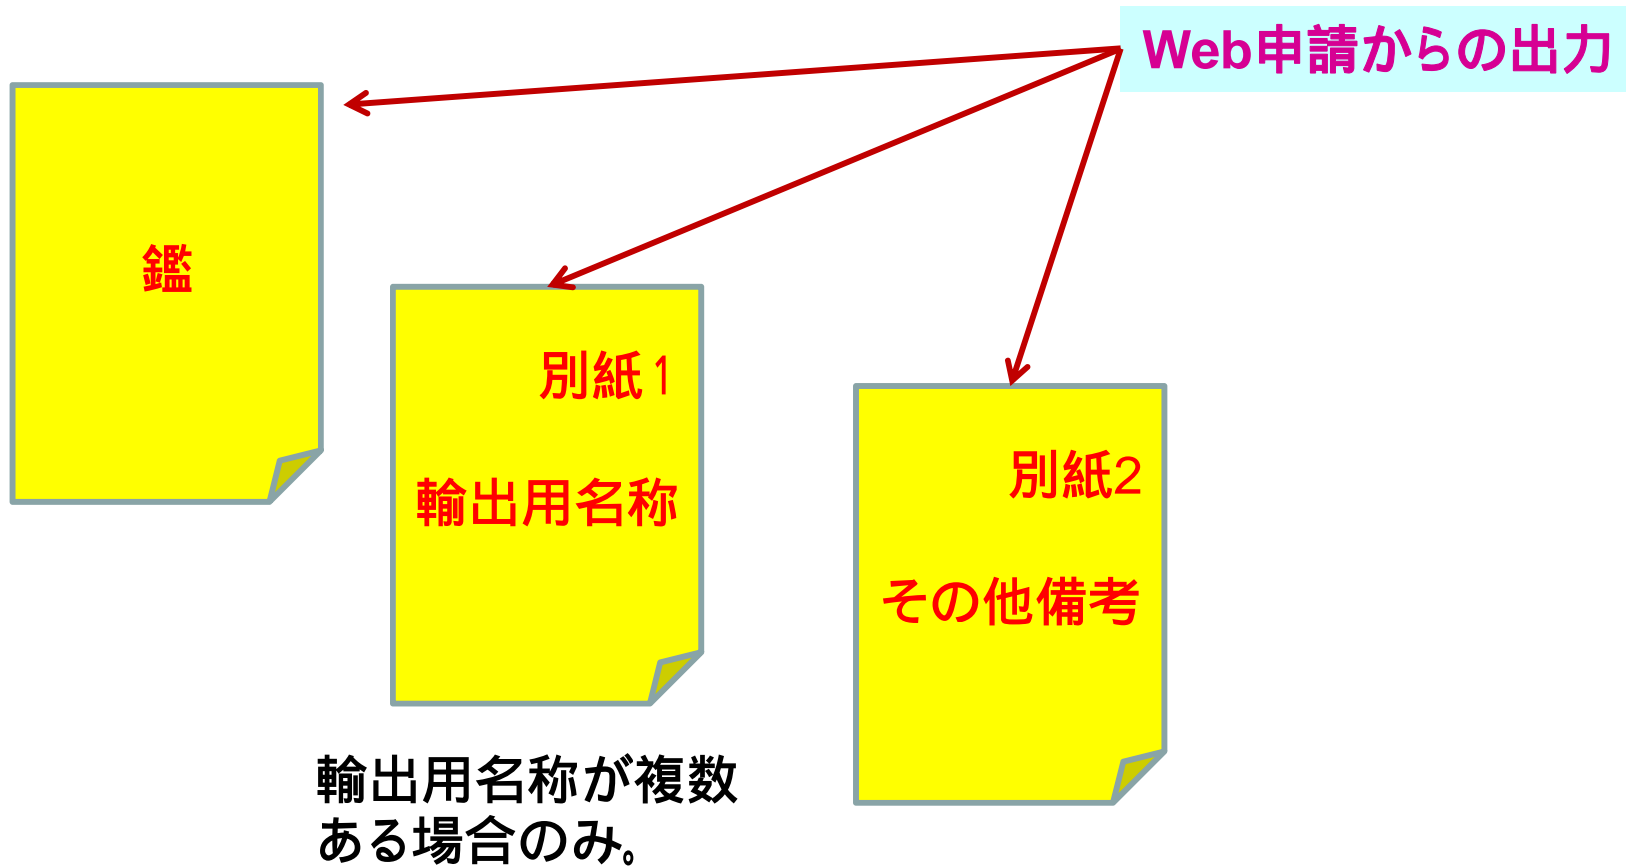 Web申請からの出力
鑑
別紙1
輸出用名称
別紙2
その他備考
輸出用名称が複数
ある場合のみ。